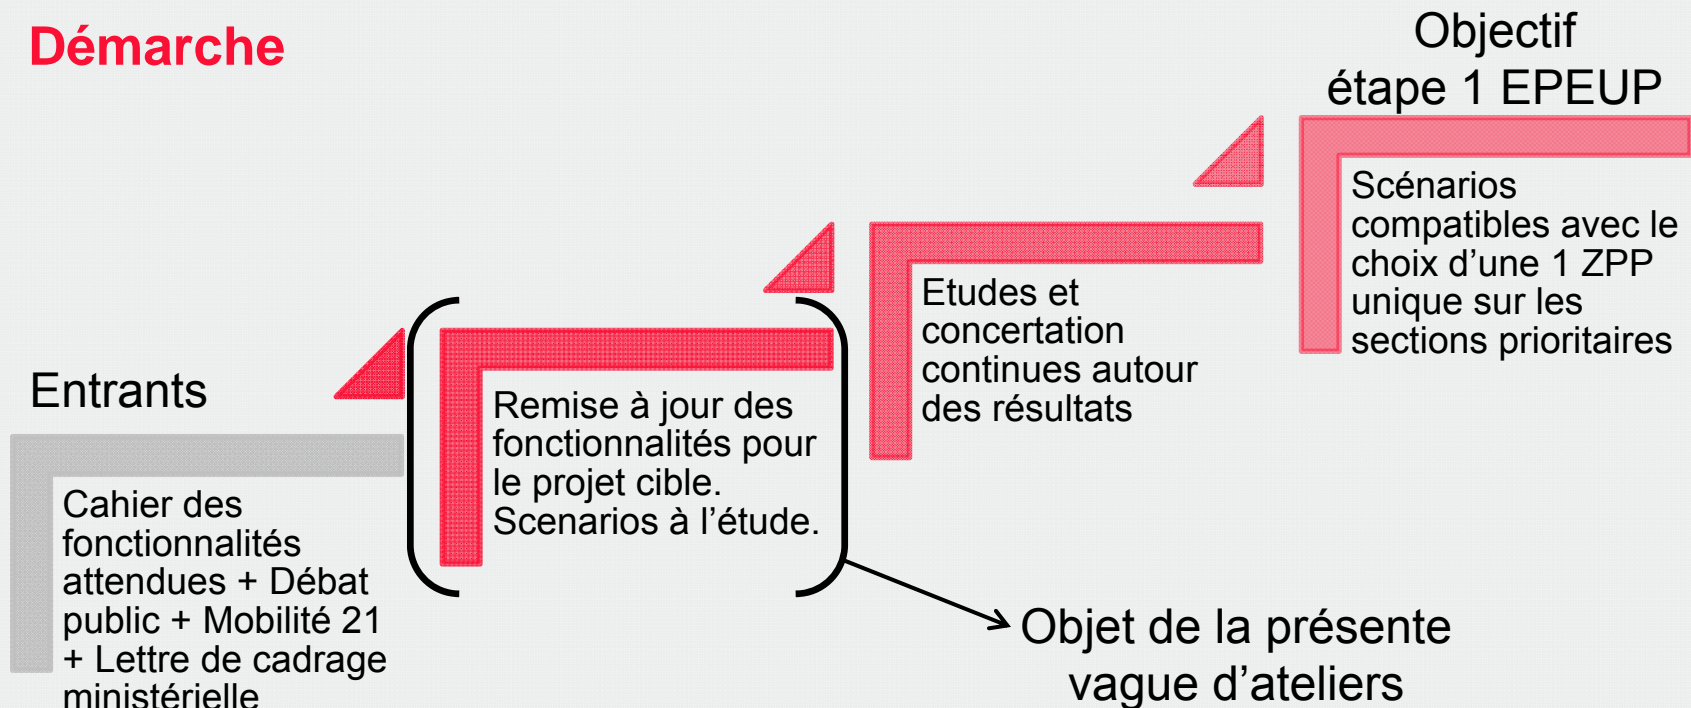 Démarche
Entrants
Cahier des
fonctionnalités
attendues + Débat
public + Mobilité 21
+ Lettre de cadrage
ministérielle
Remise à jour des
fonctionnalités pour
le projet cible.
Scenarios à l’étude.
Objet de la présente
vague d’ateliers
Etudes et
concertation
continues autour
des résultats
Objectif
étape 1 EPEUP
Scénarios
compatibles avec le
choix d’une 1 ZPP
unique sur les
sections prioritaires